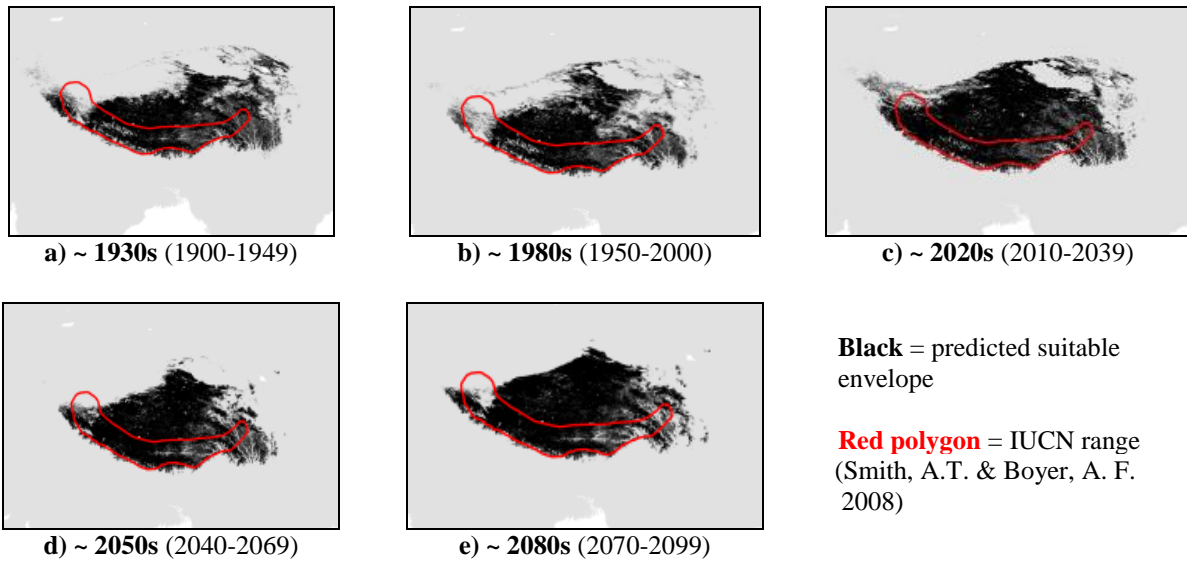 a) ~ 1930s (1900-1949)
b) ~ 1980s (1950-2000)
c) ~ 2020s (2010-2039)
d) ~ 2050s (2040-2069)
e) ~ 2080s (2070-2099)
Black = predicted suitable
envelope
Red polygon = IUCN range
(Smith, A.T. & Boyer, A. F.
2008)